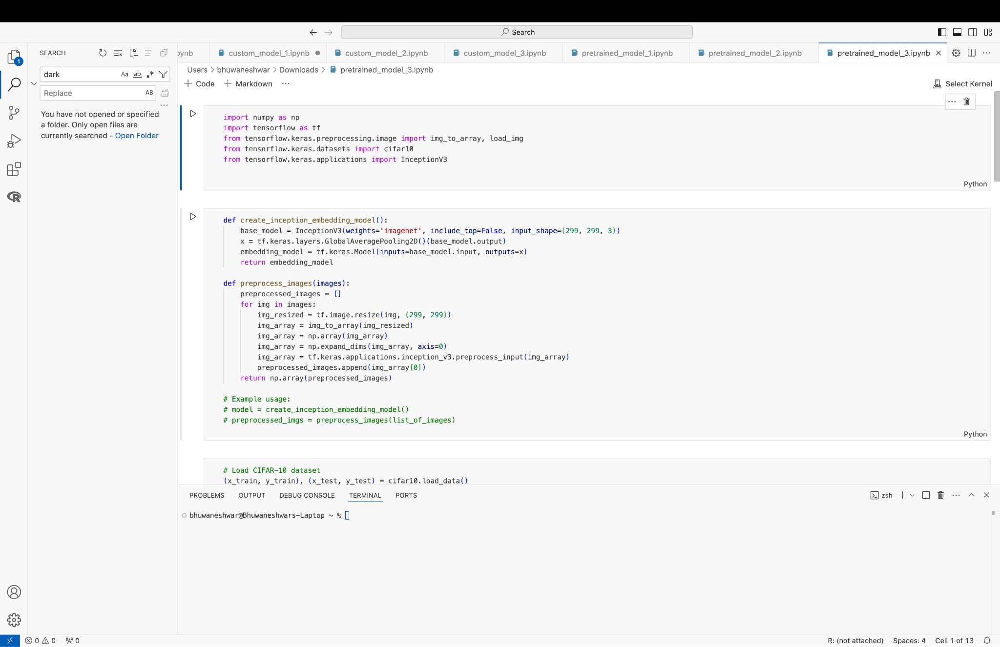 Search
1
SEARCH
dark
Aa
ab
.*
Replace
AB
You have not opened or specified
a folder. Only open files are
currently searched - Open Folder
ynb
custom_model_1.ipynb
custom_model_2.ipynb
custom_model_3.ipynb
pretrained_model_1.ipynb
pretrained_model_2.ipynb
pretrained_model_3.ipynb
Users > bhuwaneshwar > Downloads > pretrained_model_3.ipynb
+ Code + Markdown ...
Select Kernel
import numpy as np
import tensorflow as tf
from tensorflow.keras.preprocessing.image import img_to_array, load_img
from tensorflow.keras.datasets import cifar10
from tensorflow.keras.applications import InceptionV3
Python
def create_inception_embedding_model():
    base_model = InceptionV3(weights='imagenet', include_top=False, input_shape=(299, 299, 3))
    x = tf.keras.layers.GlobalAveragePooling2D()(base_model.output)
    embedding_model = tf.keras.Model(inputs=base_model.input, outputs=x)
    return embedding_model
def preprocess_images(images):
    preprocessed_images = []
    for img in images:
        img_resized = tf.image.resize(img, (299, 299))
        img_array = img_to_array(img_resized)
        img_array = np.array(img_array)
        img_array = np.expand_dims(img_array, axis=0)
        img_array = tf.keras.applications.inception_v3.preprocess_input(img_array)
        preprocessed_images.append(img_array[0])
    return np.array(preprocessed_images)
# Example usage:
# model = create_inception_embedding_model()
# preprocessed_imgs = preprocess_images(list_of_images)
Python
# Load CIFAR-10 dataset
(x_train, y_train), (x_test, y_test) = cifar10.load_data()
PROBLEMS OUTPUT DEBUG CONSOLE TERMINAL PORTS
zsh
bhuwaneshwar@Bhuwaneshwars-Laptop ~ %
0 0 0
R: (not attached) Spaces: 4 Cell 1 of 13